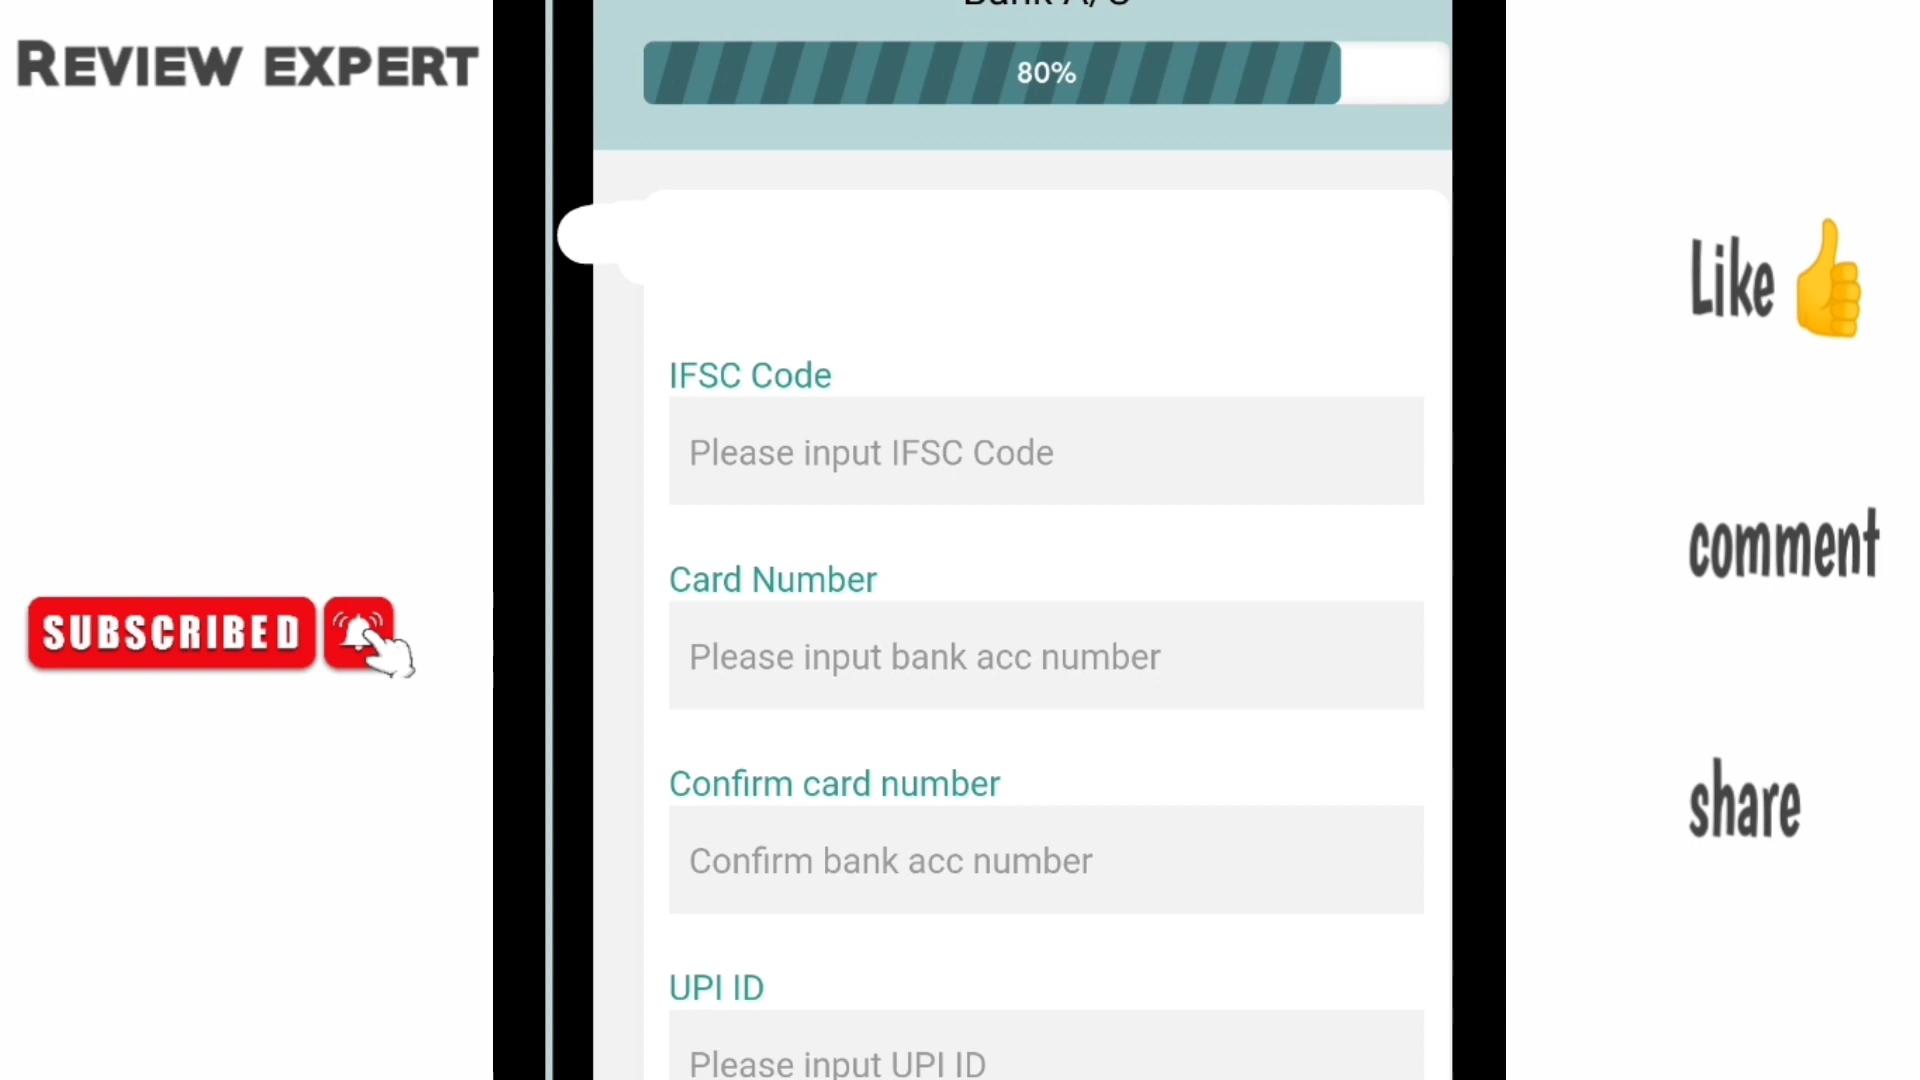 REVIEW EXPERT
80%
IFSC Code
Please input IFSC Code
Card Number
Please input bank acc number
Confirm card number
Confirm bank acc number
UPI ID
Please input UPI ID
SUBSCRIBED
Like
comment
share